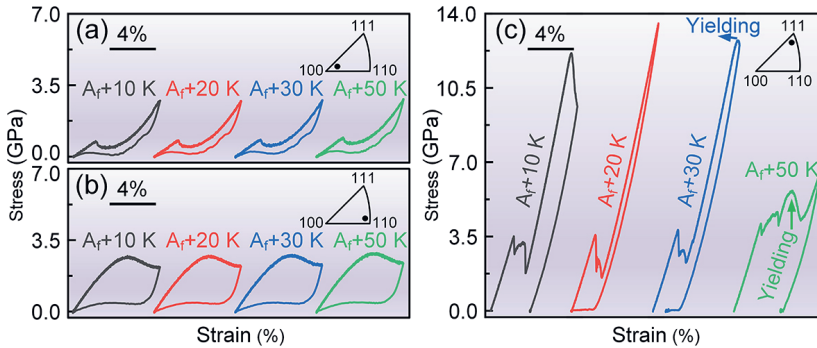 7.0
(a)
4%
111
100
110
3.5
Af+10 K
Af+20 K
Af+30 K
Af+50 K
0.0
7.0
(b)
4%
111
100
110
3.5
Af+10 K
Af+20 K
Af+30 K
Af+50 K
0.0
Stress (GPa)
Strain (%)
14.0
(c)
4%
Yielding
111
100
110
10.5
7.0
3.5
0.0
Af+10 K
Af+20 K
Af+30 K
Af+50 K
Yielding
Stress (GPa)
Strain (%)